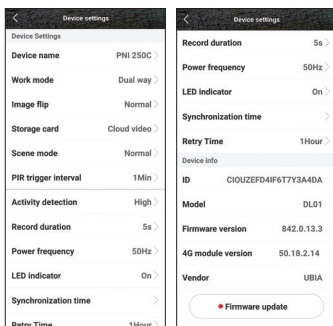 Device settings
Device Settings
Device name PNI 250C
Work mode Dual way
Image flip Normal
Storage card Cloud video
Scene mode Normal
PIR trigger interval 1Min
Activity detection High
Record duration 5s
Power frequency 50Hz
LED indicator On
Synchronization time
Retry Time 1Hour
Device settings
Record duration 5s
Power frequency 50Hz
LED indicator On
Synchronization time
Retry Time 1Hour
Device info
ID CIOUZEFD4IF6T7Y3A4DA
Model DL01
Firmware version 842.0.13.3
4G module version 50.18.2.14
Vendor UBIA
Firmware update